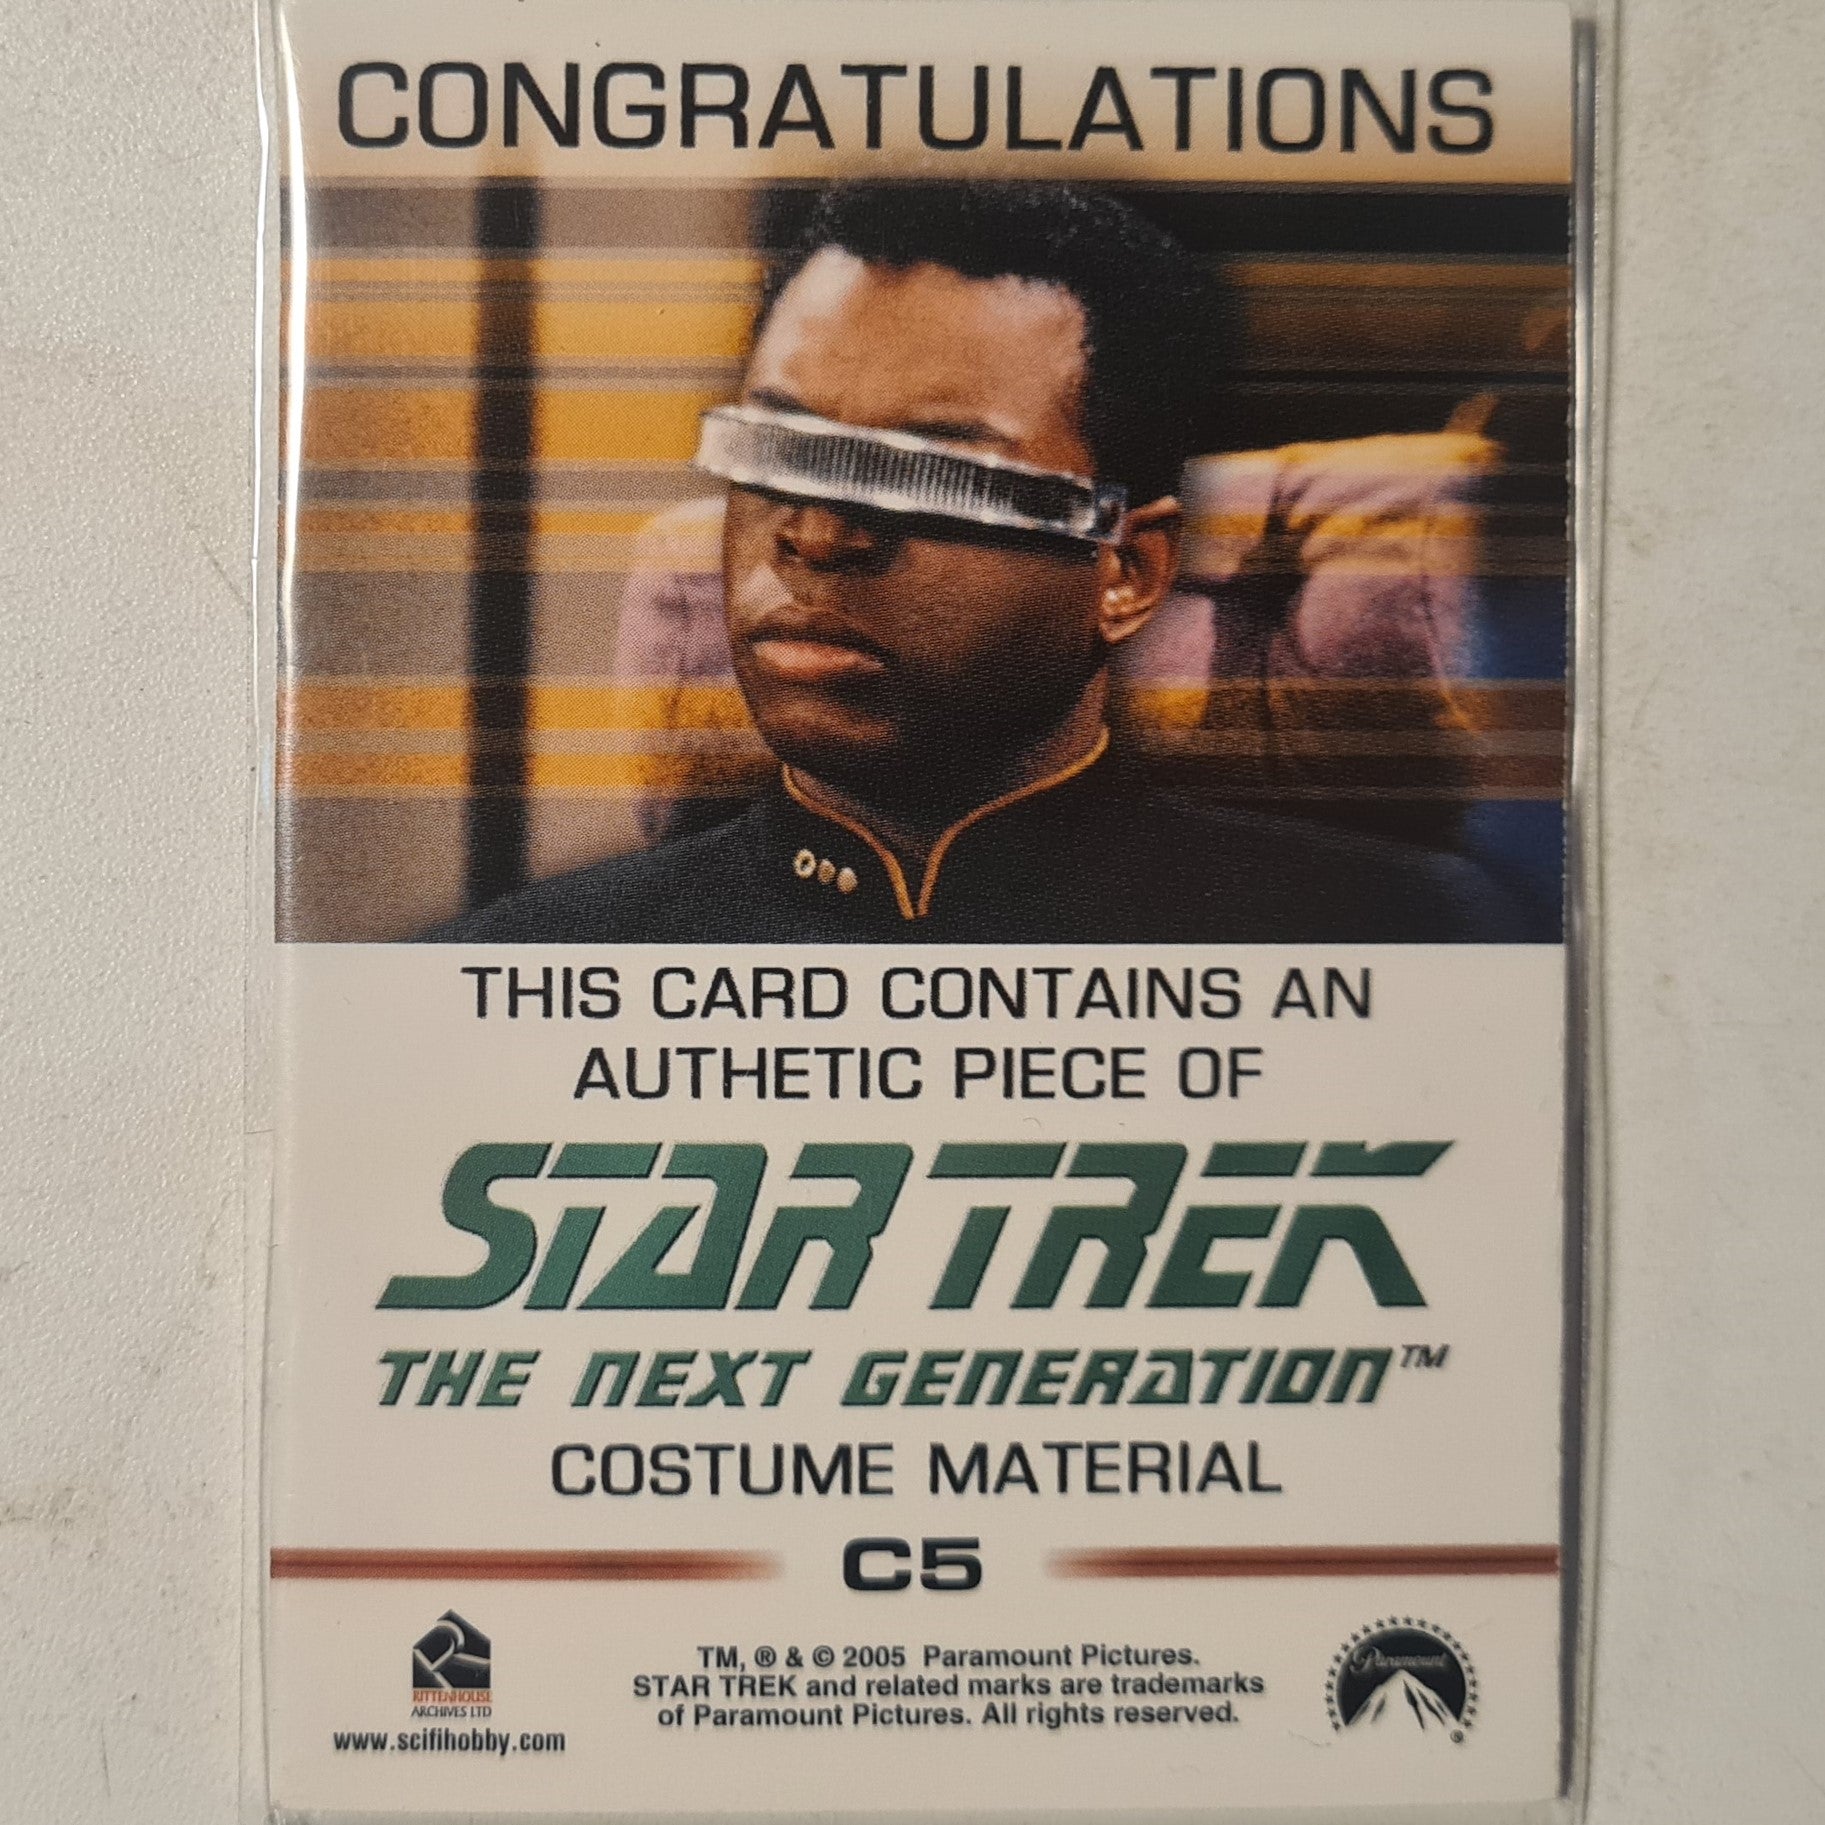 CONGRATULATIONS
THIS CARD CONTAINS AN
AUTHETIC PIECE OF
STAR TREK
THE NEXT GENERATION™
COSTUME MATERIAL
C5
RITTENHOUSE
ARCHIVES LTD
www.scifihobby.com
TM, ® & © 2005 Paramount Pictures.
STAR TREK and related marks are trademarks
of Paramount Pictures. All rights reserved.
Paramount
®